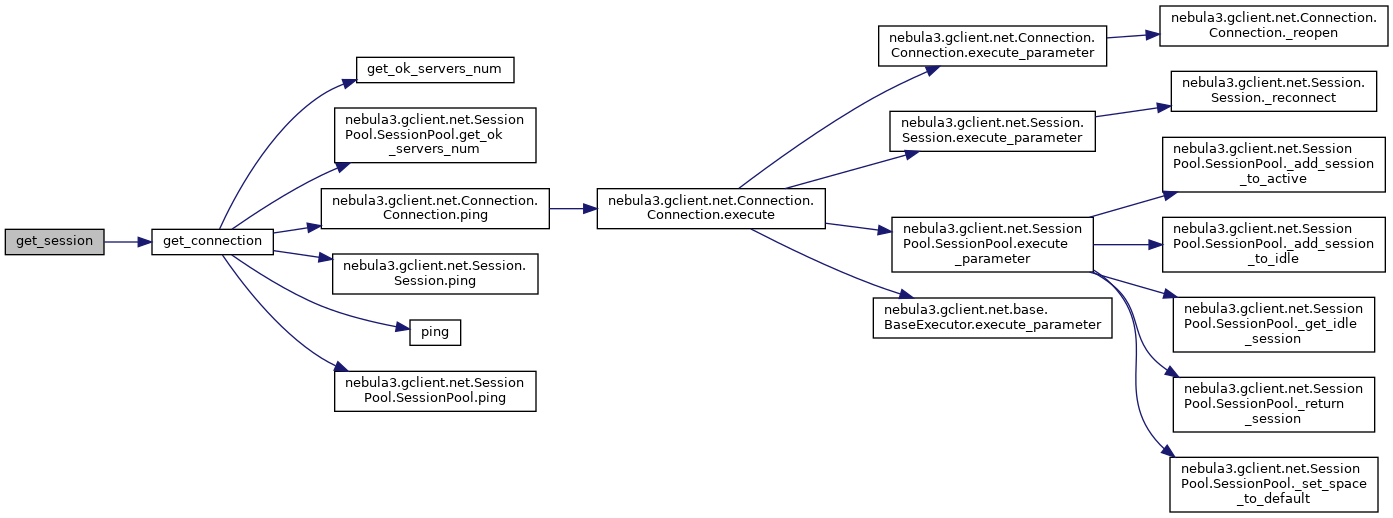 get_session
get_connection
get_ok_servers_num
nebula3.gclient.net.Session
Pool.SessionPool.get_ok
_servers_num
nebula3.gclient.net.Connection.
Connection.ping
nebula3.gclient.net.Session.
Session.ping
ping
nebula3.gclient.net.Session
Pool.SessionPool.ping
nebula3.gclient.net.Connection.
Connection.execute
nebula3.gclient.net.Connection.
Connection.execute_parameter
nebula3.gclient.net.Session.
Session.execute_parameter
nebula3.gclient.net.Session
Pool.SessionPool.execute
_parameter
nebula3.gclient.net.base.
BaseExecutor.execute_parameter
nebula3.gclient.net.Connection.
Connection._reopen
nebula3.gclient.net.Session.
Session._reconnect
nebula3.gclient.net.Session
Pool.SessionPool._add_session
_to_active
nebula3.gclient.net.Session
Pool.SessionPool._add_session
_to_idle
nebula3.gclient.net.Session
Pool.SessionPool._get_idle
_session
nebula3.gclient.net.Session
Pool.SessionPool._return
_session
nebula3.gclient.net.Session
Pool.SessionPool._set_space
_to_default